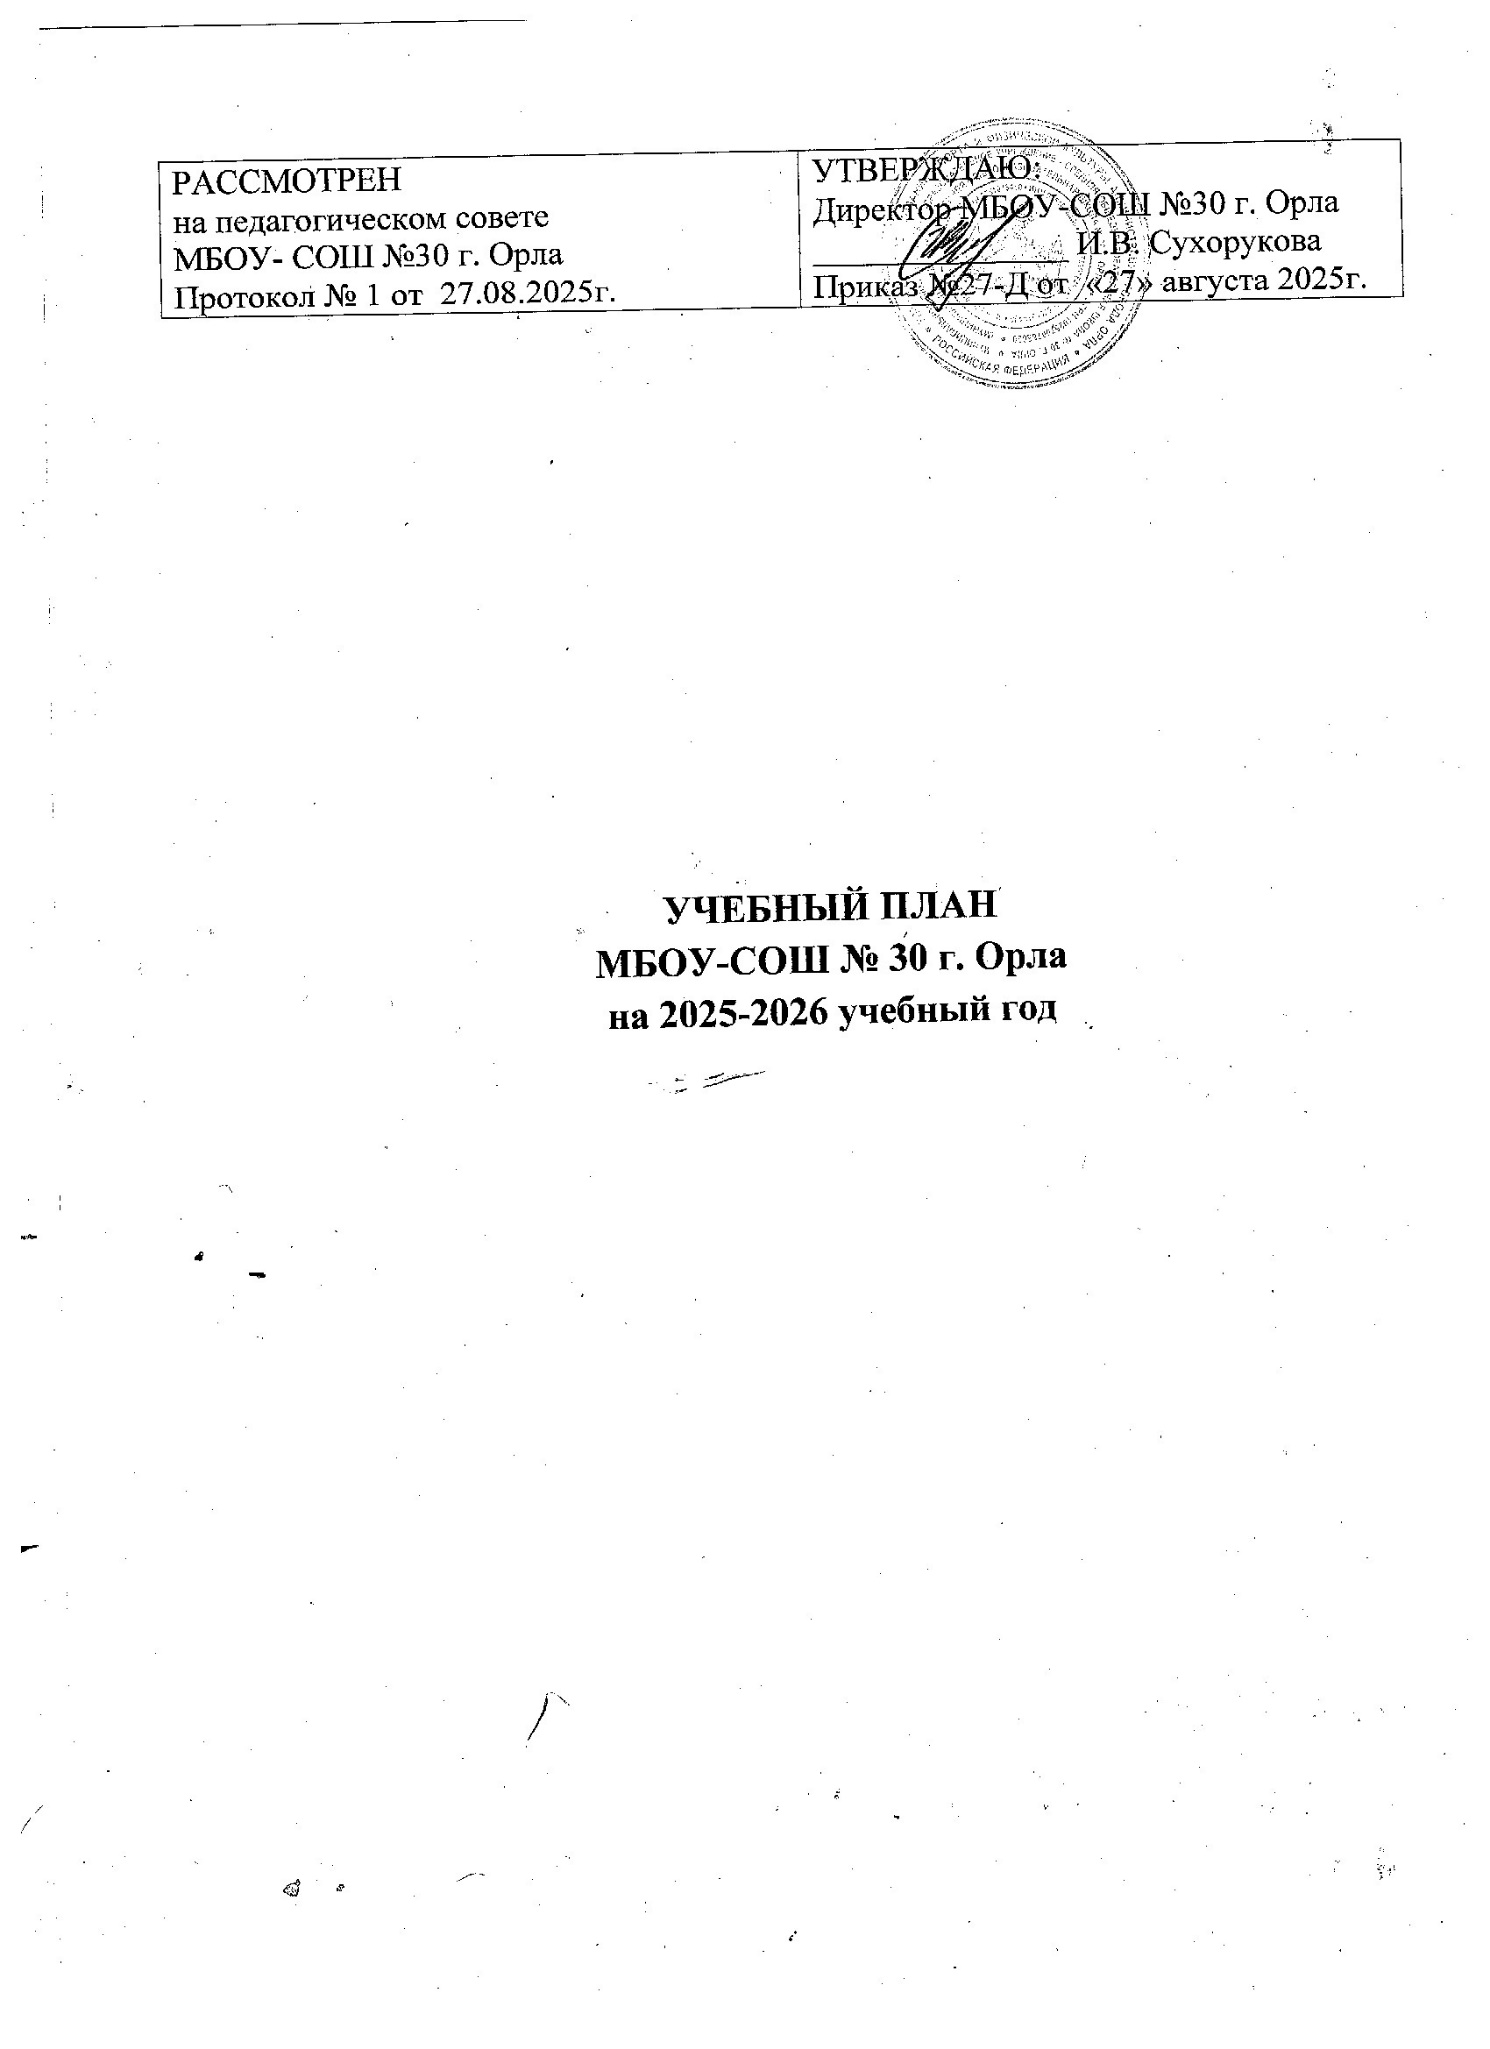 РАССМОТРЕН
на педагогическом совете
МБОУ- СОШ №30 г. Орла
Протокол № 1 от 27.08.2025г.
УТВЕРЖДАЮ:
Директор МБОУ-СОШ №30 г. Орла
И.В. Сухорукова
Приказ №27-Д от «27» августа 2025г.
РОССИЙСКАЯ ФЕДЕРАЦИЯ
УЧЕБНЫЙ ПЛАН
МБОУ-СОШ № 30 г. Орла
на 2025-2026 учебный год